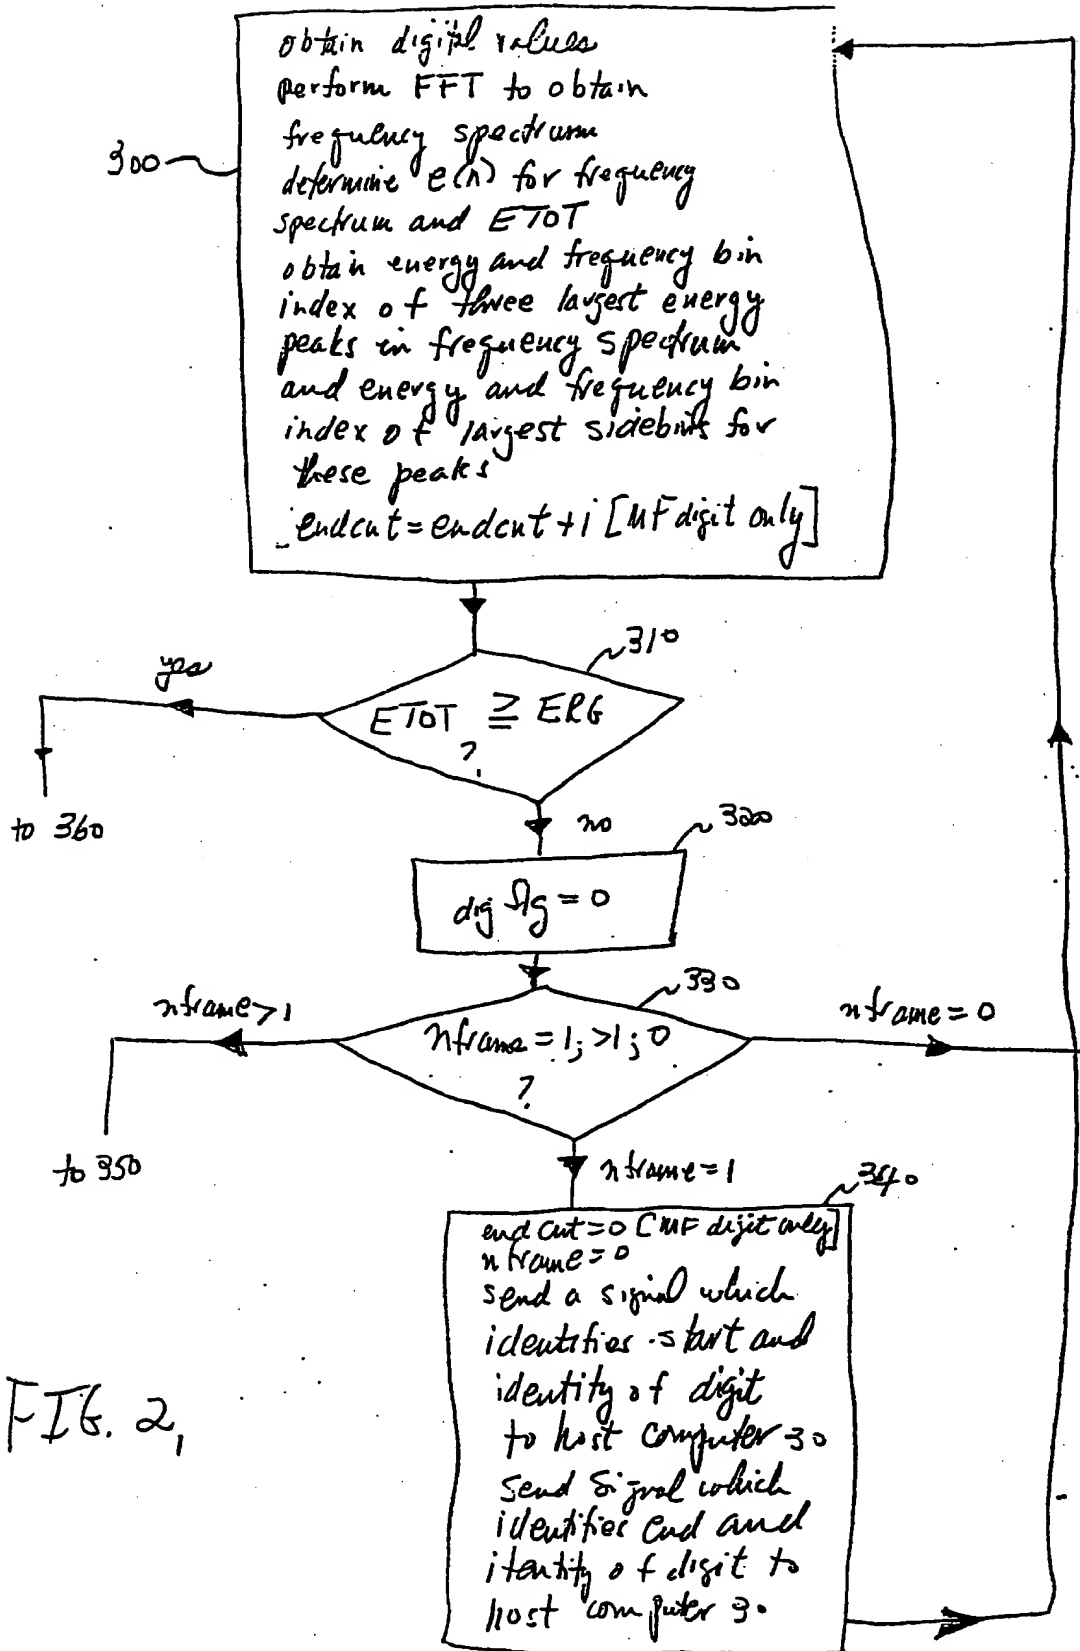 obtain digital values
perform FFT to obtain
frequency spectrum
300
determine e(n) for frequency
spectrum and ETOT
obtain energy and frequency bin
index of three largest energy
peaks in frequency spectrum
and energy and frequency bin
index of largest sidebins for
these peaks
endcnt = endcnt + 1 [MF digit only]
310
yes
ETOT ≧ ERG
?
to 360
no
320
dig flg = 0
330
nframe>1
nframe = 1; >1; 0
?
nframe = 0
to 350
nframe = 1
340
endcnt = 0 [MF digit only]
nframe = 0
send a signal which
identifies start and
identity of digit
to host computer 30
send signal which
identifies end and
itentity of digit to
host computer 30
FIG. 2,